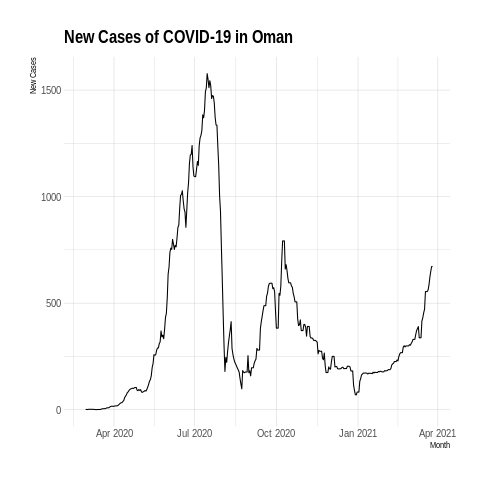 New Cases of COVID-19 in Oman
New Cases
1500
1000
500
0
Apr 2020 Jul 2020 Oct 2020 Jan 2021 Apr 2021
Month